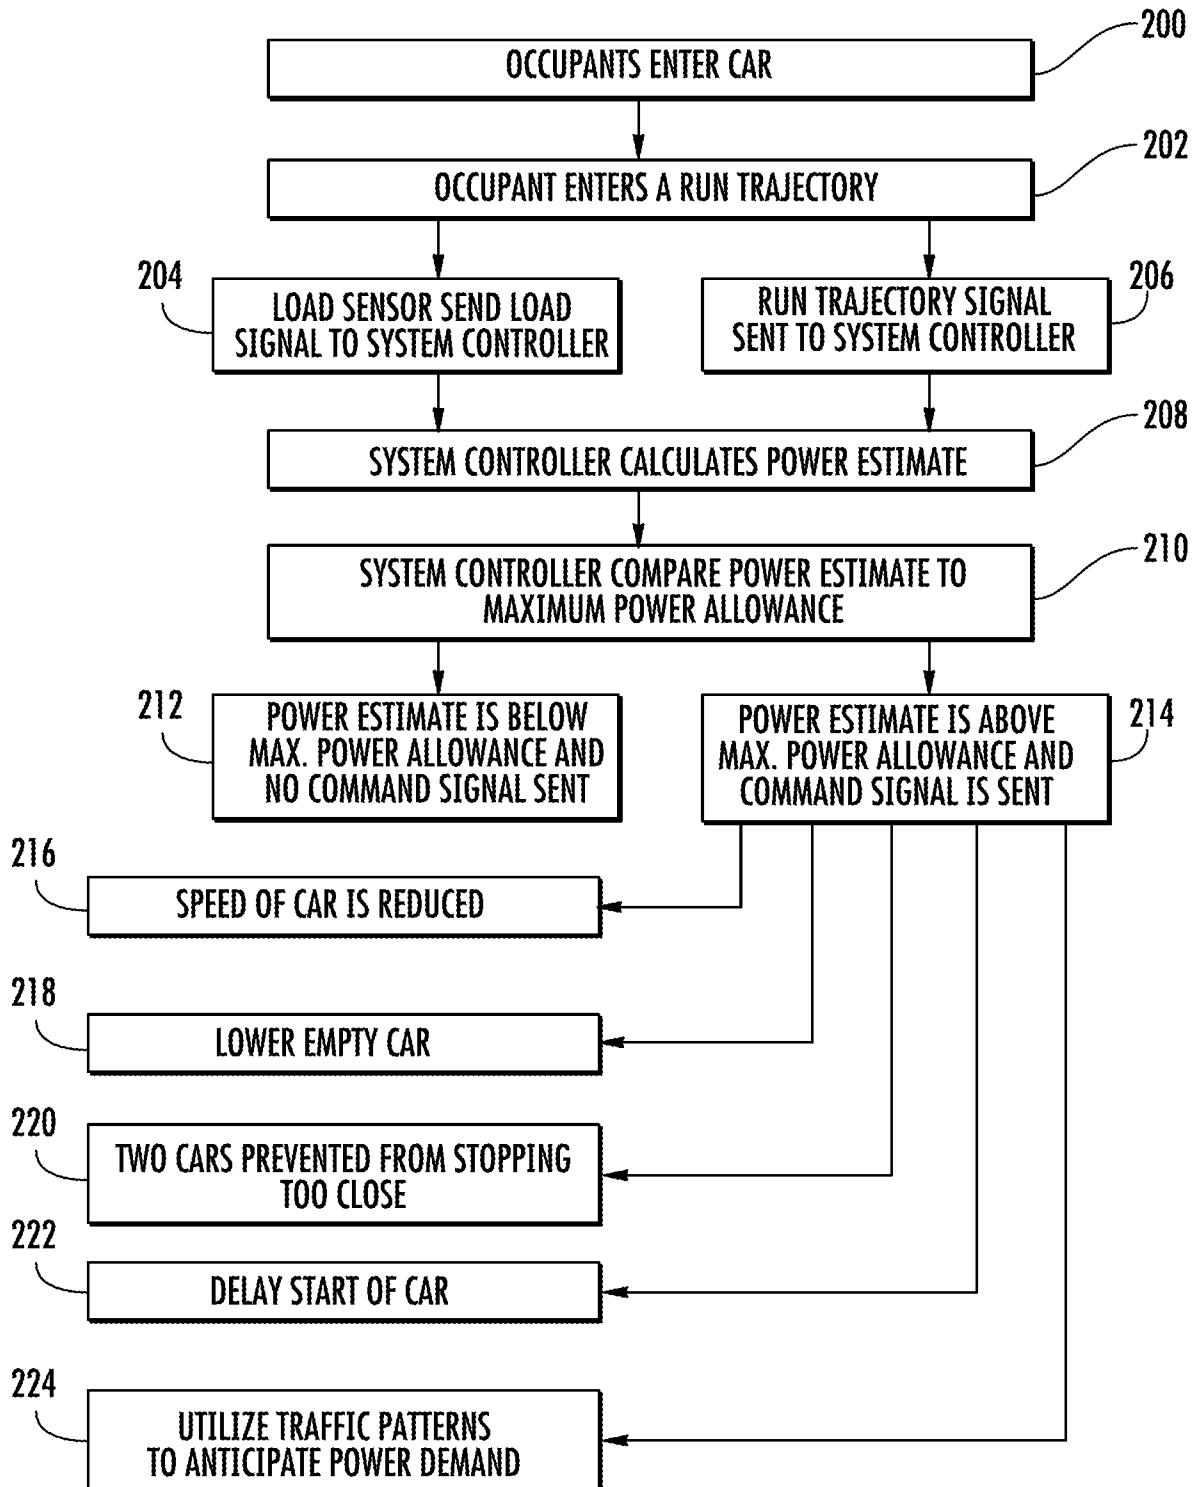 200
OCCUPANTS ENTER CAR
202
OCCUPANT ENTERS A RUN TRAJECTORY
204
LOAD SENSOR SEND LOAD
SIGNAL TO SYSTEM CONTROLLER
206
RUN TRAJECTORY SIGNAL
SENT TO SYSTEM CONTROLLER
208
SYSTEM CONTROLLER CALCULATES POWER ESTIMATE
210
SYSTEM CONTROLLER COMPARE POWER ESTIMATE TO
MAXIMUM POWER ALLOWANCE
212
POWER ESTIMATE IS BELOW
MAX. POWER ALLOWANCE AND
NO COMMAND SIGNAL SENT
214
POWER ESTIMATE IS ABOVE
MAX. POWER ALLOWANCE AND
COMMAND SIGNAL IS SENT
216
SPEED OF CAR IS REDUCED
218
LOWER EMPTY CAR
220
TWO CARS PREVENTED FROM STOPPING
TOO CLOSE
222
DELAY START OF CAR
224
UTILIZE TRAFFIC PATTERNS
TO ANTICIPATE POWER DEMAND